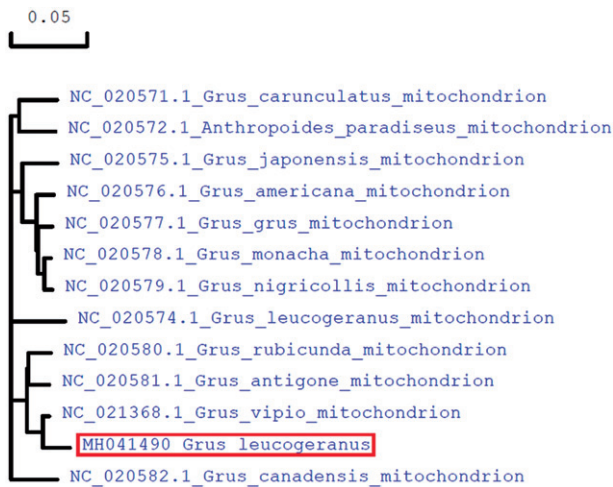 0.05
NC_020571.1_Grus_carunculatus_mitochondrion
NC_020572.1_Anthropoides_paradiseus_mitochondrion
NC_020575.1_Grus_japonensis_mitochondrion
NC_020576.1_Grus_americana_mitochondrion
NC_020577.1_Grus_grus_mitochondrion
NC_020578.1_Grus_monacha_mitochondrion
NC_020579.1_Grus_nigricollis_mitochondrion
NC_020574.1_Grus_leucogeranus_mitochondrion
NC_020580.1_Grus_rubicunda_mitochondrion
NC_020581.1_Grus_antigone_mitochondrion
NC_021368.1_Grus_vipio_mitochondrion
MH041490 Grus leucogeranus
NC_020582.1_Grus_canadensis_mitochondrion